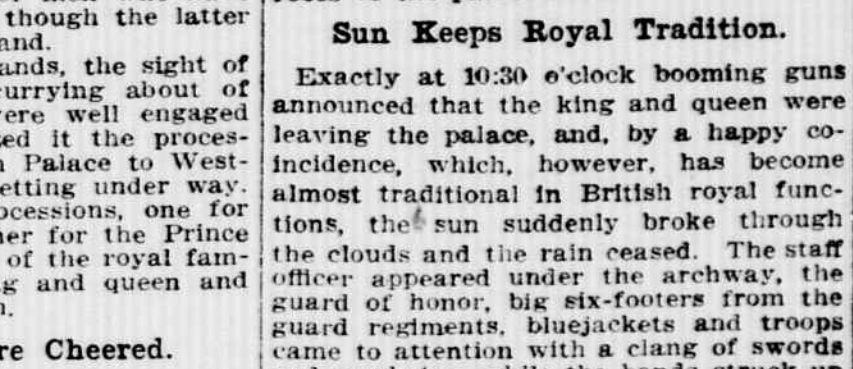 though the latter
and.
ands, the sight of
urrying about of
ere well engaged
ed it the proces-
Palace to West-
etting under way.
ocessions, one for
er for the Prince
of the royal fam-
g and queen and
re Cheered.
Sun Keeps Royal Tradition.
Exactly at 10:30 o'clock booming guns
announced that the king and queen were
leaving the palace, and, by a happy co-
incidence, which, however, has become
almost traditional in British royal func-
tions, the sun suddenly broke through
the clouds and the rain ceased. The staff
officer appeared under the archway, the
guard of honor, big six-footers from the
guard regiments, bluejackets and troops
came to attention with a clang of swords